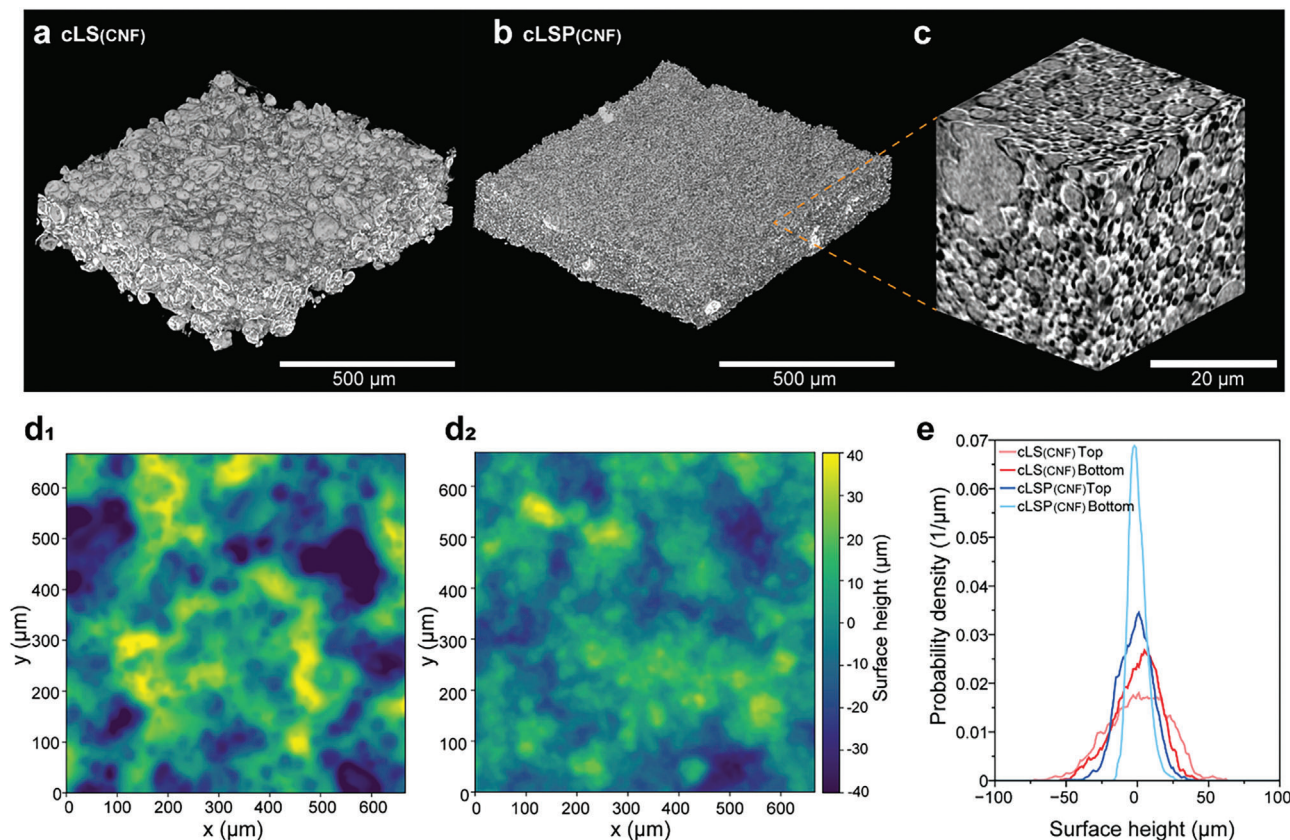 a cLS(CNF)
b cLSP(CNF)
c
500 µm
500 µm
20 µm
d₁
d₂
e
600
500
400
300
200
100
0
y (µm)
0 100 200 300 400 500 600
x (µm)
600
500
400
300
200
100
0
y (µm)
0 100 200 300 400 500 600
x (µm)
40
30
20
10
0
-10
-20
-30
-40
Surface height (µm)
0.07
0.06
0.05
0.04
0.03
0.02
0.01
0
Probability density (1/µm)
cLS(CNF) Top
cLS(CNF) Bottom
cLSP(CNF)Top
cLSP(CNF) Bottom
−100 −50 0 50 100
Surface height (µm)